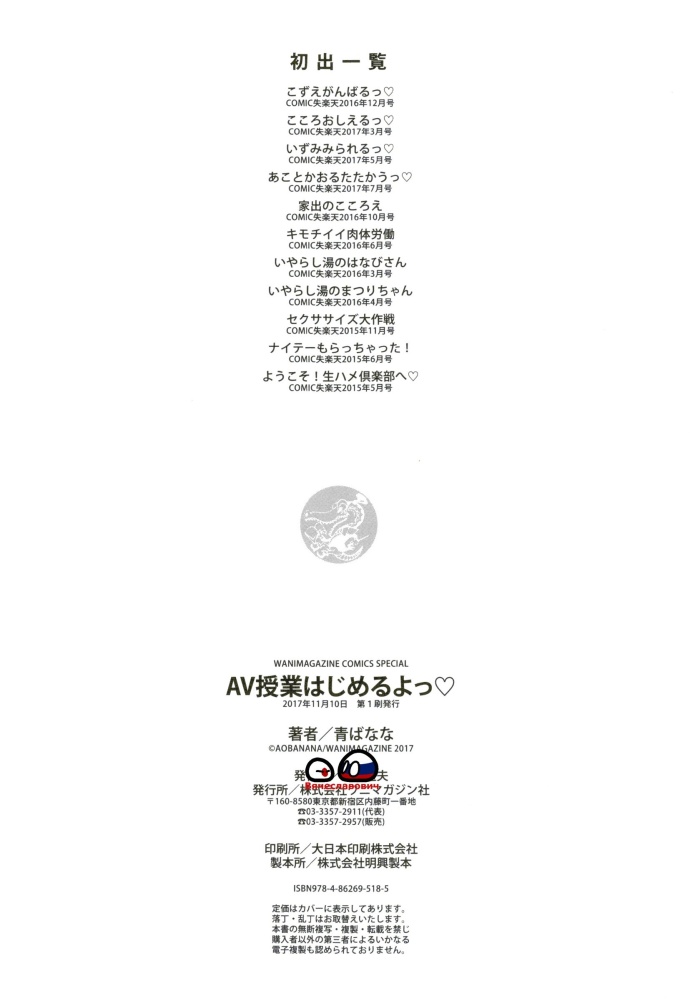 初出一覧
こずえがんばるっ♡
COMIC失楽天2016年12月号
こころおしえるっ♡
COMIC失楽天2017年3月号
いずみみられるっ♡
COMIC失楽天2017年5月号
あことかおるたたかうっ♡
COMIC失楽天2017年7月号
家出のこころえ
COMIC失楽天2016年10月号
キモチイイ肉体労働
COMIC失楽天2016年6月号
いやらし湯のはなびさん
COMIC失楽天2016年3月号
いやらし湯のまつりちゃん
COMIC失楽天2016年4月号
セクササイズ大作戦
COMIC失楽天2015年11月号
ナイテーもらっちゃった！
COMIC失楽天2015年6月号
ようこそ！生ハメ倶楽部へ♡
COMIC失楽天2015年5月号
WANIMAGAZINE COMICS SPECIAL
AV授業はじめるよっ♡
2017年11月10日　第１刷発行
著者／青ばなな
©AOBANANA/WANIMAGAZINE 2017
発 夫
Вячеславович
発行所／株式会社ワニマガジン社
〒160-8580東京都新宿区内藤町一番地
☎03-3357-2911(代表)
☎03-3357-2957(販売)
印刷所／大日本印刷株式会社
製本所／株式会社明興製本
ISBN978-4-86269-518-5
定価はカバーに表示してあります。
落丁・乱丁はお取替えいたします。
本書の無断複写・複製・転載を禁じ
購入者以外の第三者によるいかなる
電子複製も認められておりません。